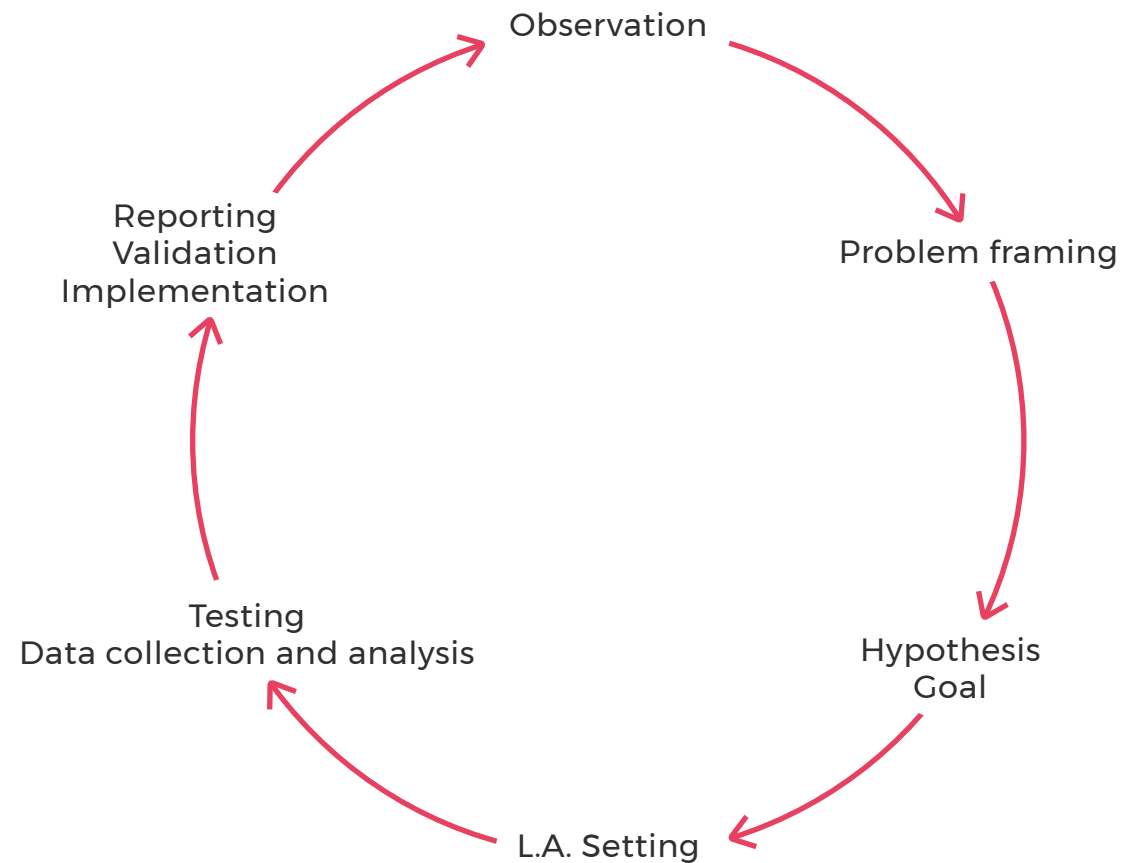 Observation
Problem framing
Hypothesis
Goal
L.A. Setting
Testing
Data collection and analysis
Reporting
Validation
Implementation